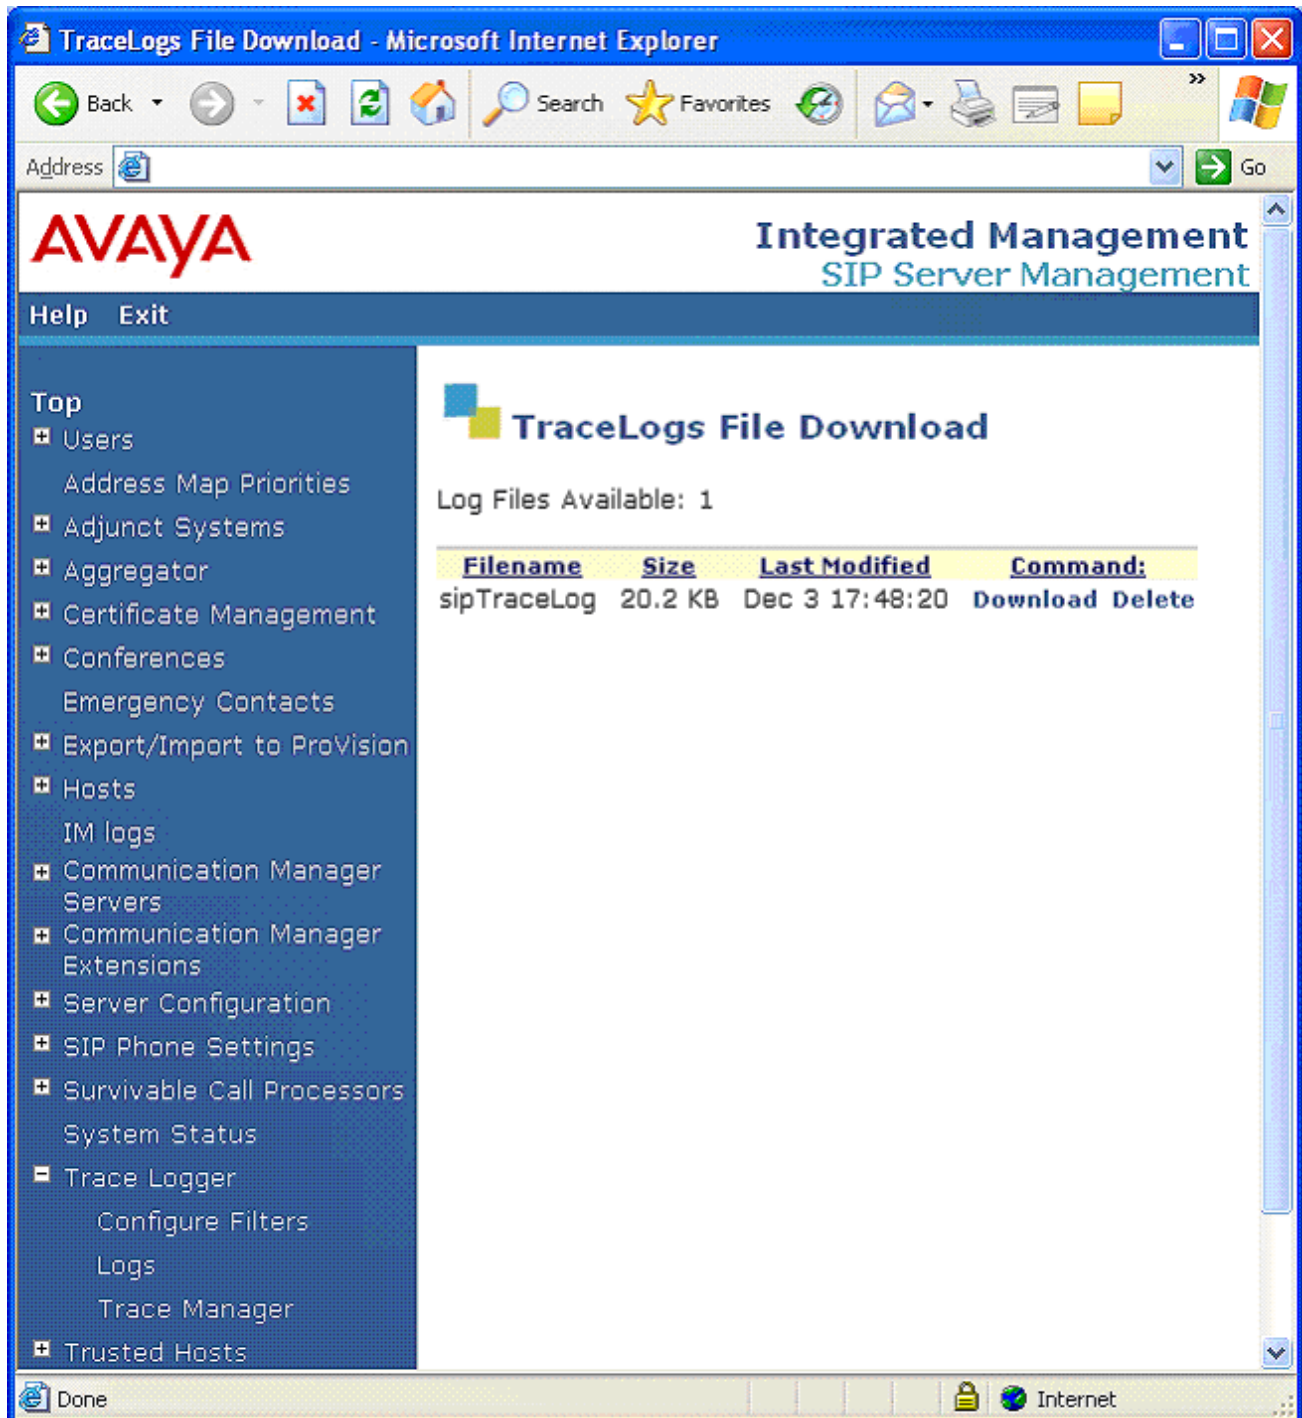 TraceLogs File Download - Microsoft Internet Explorer
Back
Search
Favorites
»
Address
Go
AVAYA
Integrated Management
SIP Server Management
Help Exit
Top
Users
Address Map Priorities
Adjunct Systems
Aggregator
Certificate Management
Conferences
Emergency Contacts
Export/Import to ProVision
Hosts
IM logs
Communication Manager
Servers
Communication Manager
Extensions
Server Configuration
SIP Phone Settings
Survivable Call Processors
System Status
Trace Logger
Configure Filters
Logs
Trace Manager
Trusted Hosts
TraceLogs File Download
Log Files Available: 1
Filename Size Last Modified Command:
sipTraceLog 20.2 KB Dec 3 17:48:20 Download Delete
Done
Internet